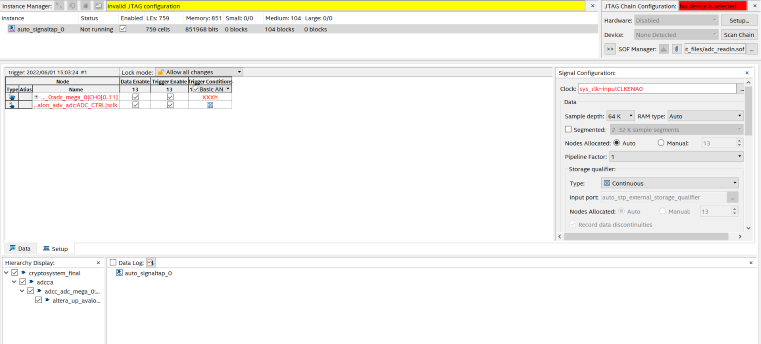 Instance Manager:
Invalid JTAG configuration
Instance Status Enabled LEs: 759 Memory: 851 Small: 0/0 Medium: 104 Large: 0/0
auto_signaltap_0 Not running 759 cells 851968 bits 0 blocks 104 blocks 0 blocks
JTAG Chain Configuration:
Hardware: Disabled Setup...
Device: None Detected Scan Chain
>> SOF Manager: t_files/adc_readin.sof ...
trigger: 2022/06/01 15:03:24 #1 Lock mode: Allow all changes
Node Data Enable Trigger Enable Trigger Conditions
Type Alias Name 13 13 1 Basic AN
..._0:adc_mega_0|CH0[0..11] XXXh
...alon_adv_adc:ADC_CTRL|sclk
Signal Configuration:
Clock: sys_clk~inputCLKENA0 ...
Data
Sample depth: 64 K RAM type: Auto
Segmented: 2 32 K sample segments
Nodes Allocated: Auto Manual: 13
Pipeline Factor: 1
Storage qualifier:
Type: Continuous
Input port: auto_stp_external_storage_qualifier ...
Nodes Allocated: Auto Manual: 13
Record data discontinuities
Data Setup
Hierarchy Display:
cryptosystem_final
adcc:a
adcc_adc_mega_0:...
altera_up_avalo...
Data Log:
auto_signaltap_0